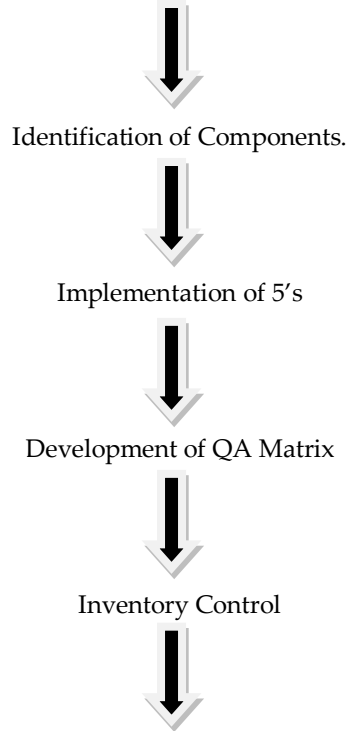 Identification of Components.
Implementation of 5’s
Development of QA Matrix
Inventory Control